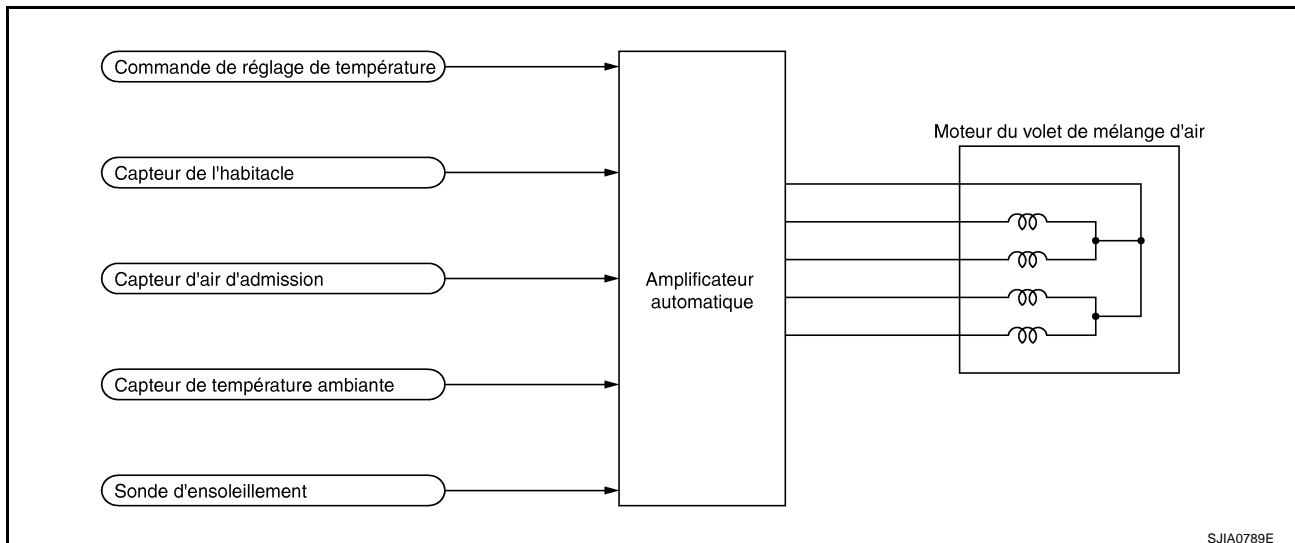 Commande de réglage de température
Capteur de l'habitacle
Capteur d'air d'admission
Capteur de température ambiante
Sonde d'ensoleillement
Amplificateur
automatique
Moteur du volet de mélange d'air
SJIA0789E